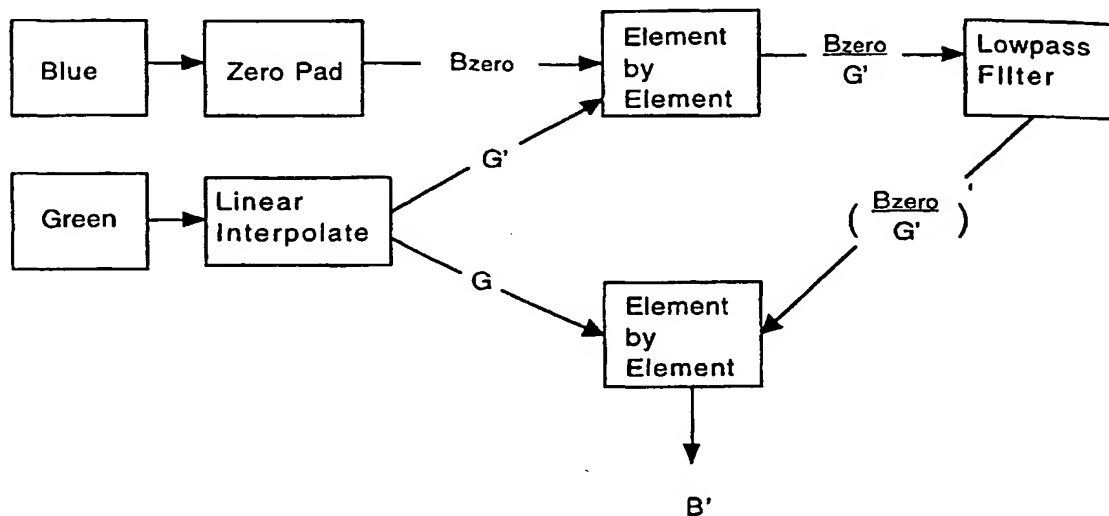 Blue
Zero Pad
Bzero
Element
by
Element
Bzero
G'
Lowpass
Filter
G'
Green
Linear
Interpolate
( Bzero
G' ) '
G
Element
by
Element
B'